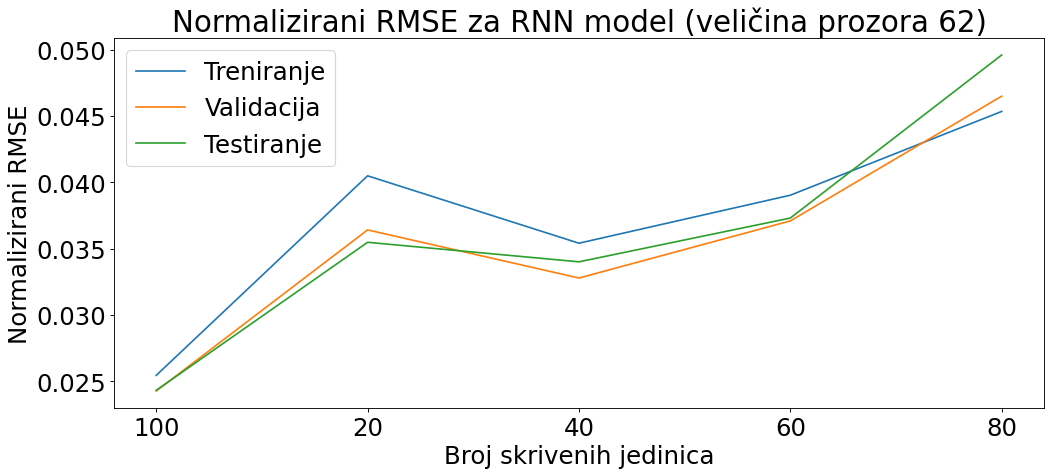 Normalizirani RMSE za RNN model (veličina prozora 62)
Treniranje
Validacija
Testiranje
Normalizirani RMSE
0.050
0.045
0.040
0.035
0.030
0.025
100 20 40 60 80
Broj skrivenih jedinica